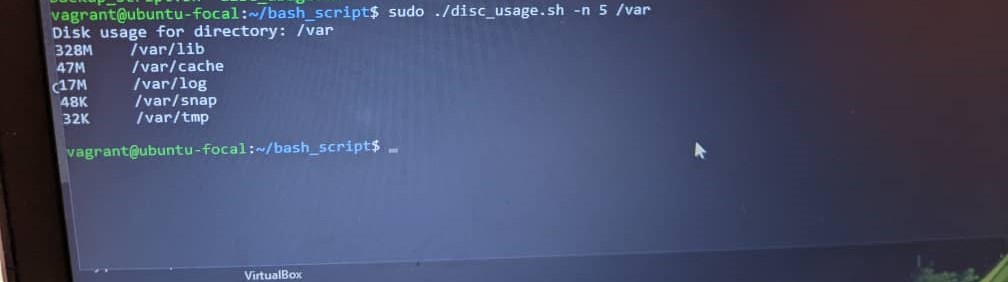 vagrant@ubuntu-focal:~/bash_script$ sudo ./disc_usage.sh -n 5 /var
Disk usage for directory: /var
328M /var/lib
47M /var/cache
17M /var/log
48K /var/snap
32K /var/tmp
vagrant@ubuntu-focal:~/bash_script$ _
VirtualBox